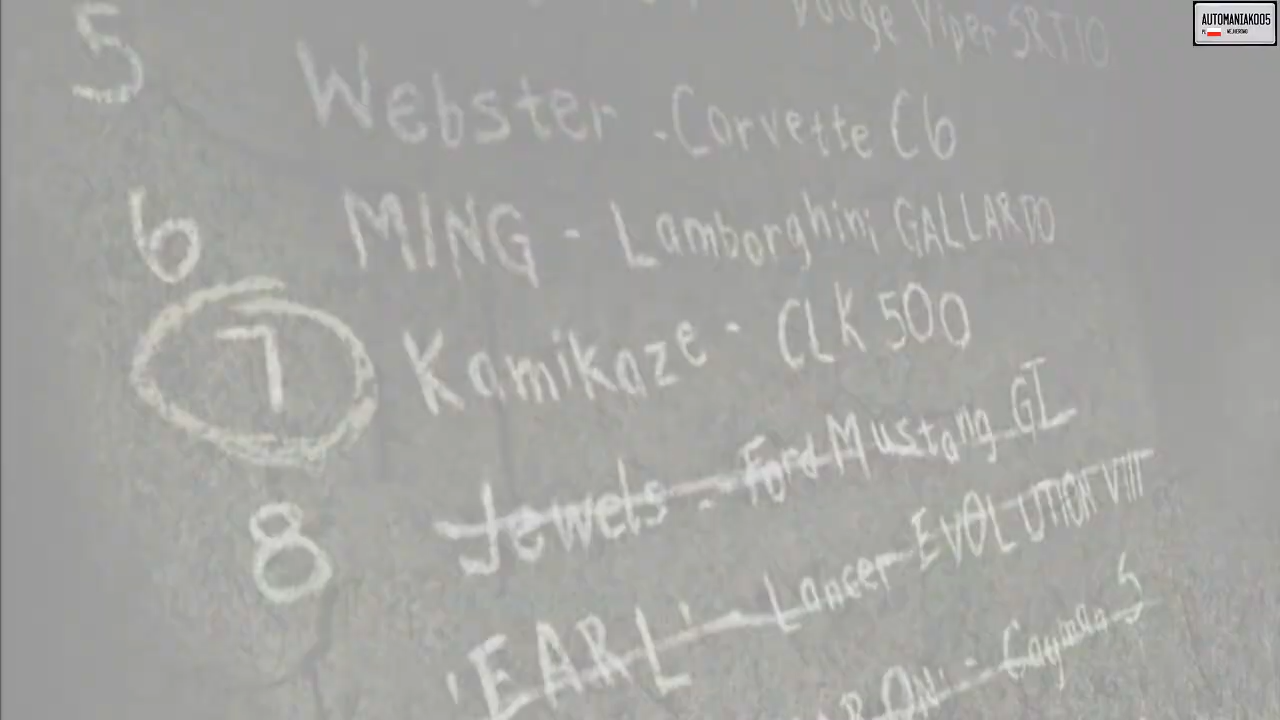 Viper SRT10
5 Webster - Corvette C6
6 MING - Lamborghini GALLARDO
7 Kamikaze - CLK 500
8 Jewels - Ford Mustang GT
'EARL' - Lancer EVOLUTION VIII
Cayman S
AUTOMANIAK005